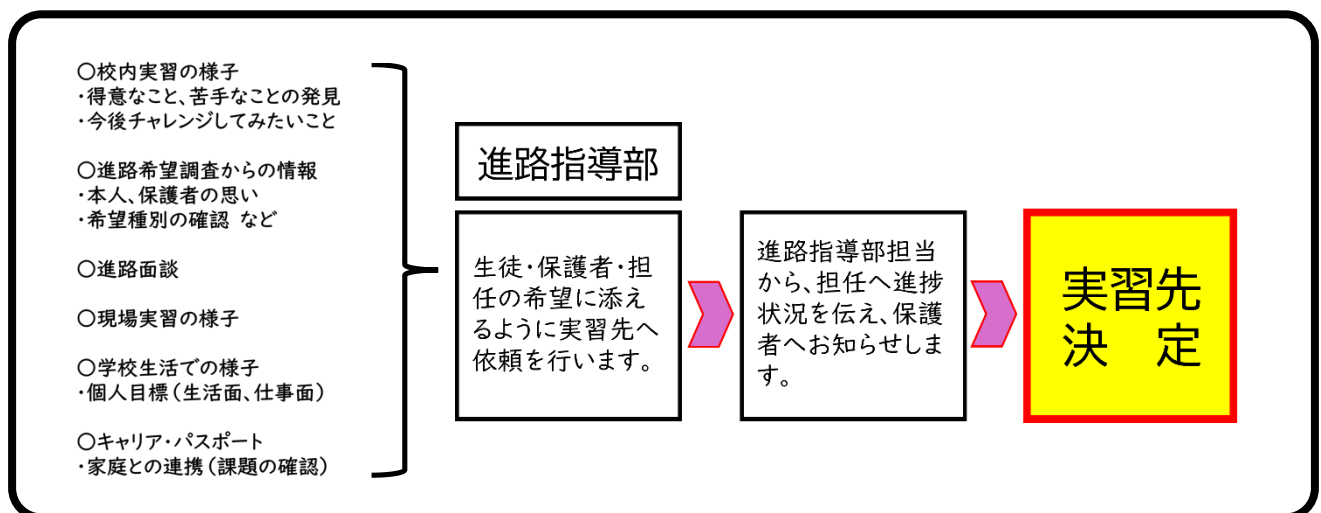 〇校内実習の様子
・得意なこと、苦手なことの発見
・今後チャレンジしてみたいこと
〇進路希望調査からの情報
・本人、保護者の思い
・希望種別の確認 など
〇進路面談
〇現場実習の様子
〇学校生活での様子
・個人目標(生活面、仕事面)
〇キャリア・パスポート
・家庭との連携(課題の確認)
進路指導部
生徒・保護者・担
任の希望に添え
るように実習先へ
依頼を行います。
進路指導部担当
から、担任へ進捗
状況を伝え、保護
者へお知らせしま
す。
実習先
決　定